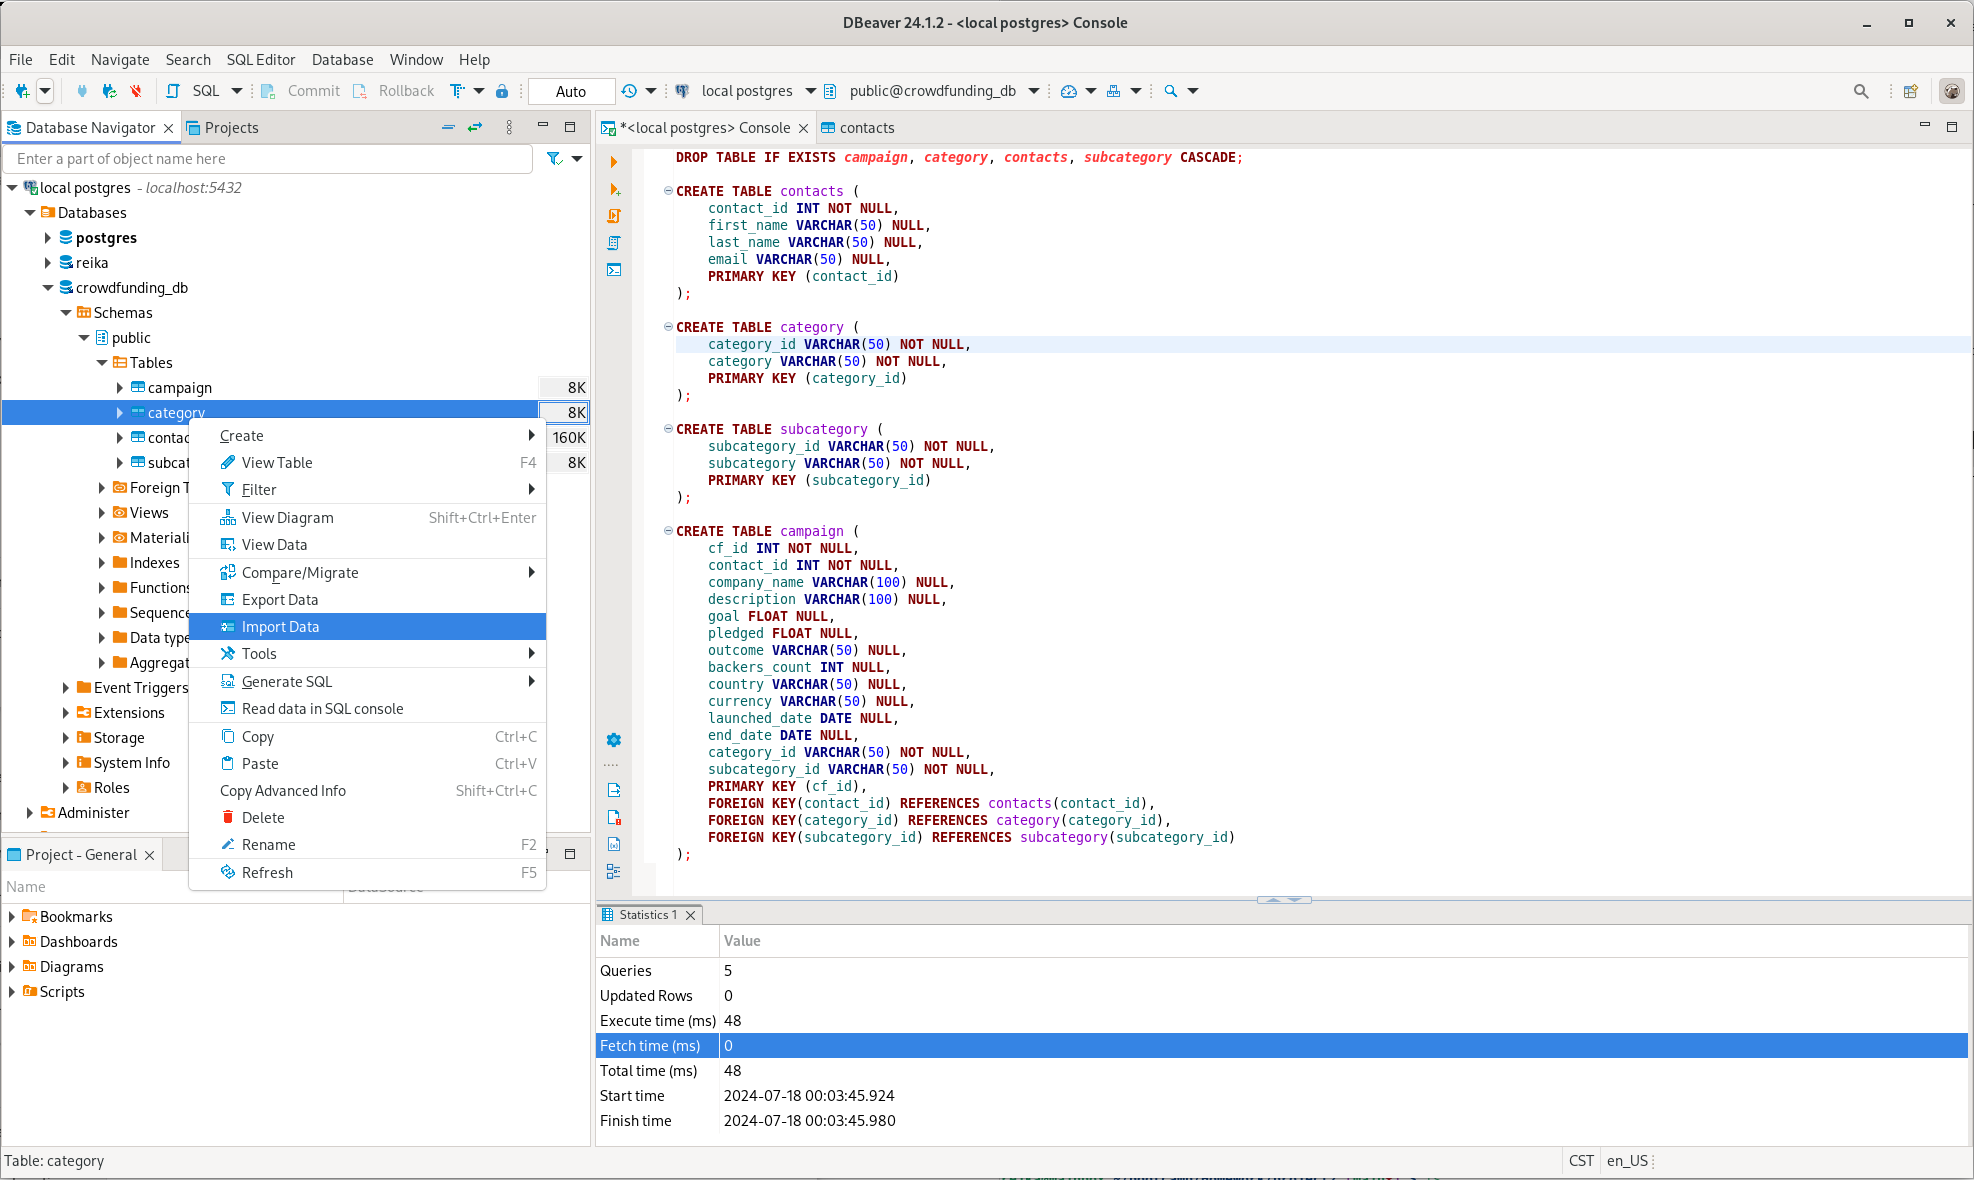 DBeaver 24.1.2 - <local postgres> Console
File Edit Navigate Search SQL Editor Database Window Help
SQL Commit Rollback Auto local postgres public@crowdfunding_db
Database Navigator Projects
Enter a part of object name here
local postgres - localhost:5432
Databases
postgres
reika
crowdfunding_db
Schemas
public
Tables
campaign 8K
category 8K
contac 160K
subcat 8K
Foreign T
Views
Materiali
Indexes
Functions
Sequence
Data type
Aggregat
Event Triggers
Extensions
Storage
System Info
Roles
Administer
Create
View Table F4
Filter
View Diagram Shift+Ctrl+Enter
View Data
Compare/Migrate
Export Data
Import Data
Tools
Generate SQL
Read data in SQL console
Copy Ctrl+C
Paste Ctrl+V
Copy Advanced Info Shift+Ctrl+C
Delete
Rename F2
Refresh F5
Project - General
Name
Bookmarks
Dashboards
Diagrams
Scripts
*<local postgres> Console contacts
DROP TABLE IF EXISTS campaign, category, contacts, subcategory CASCADE;
CREATE TABLE contacts (
contact_id INT NOT NULL,
first_name VARCHAR(50) NULL,
last_name VARCHAR(50) NULL,
email VARCHAR(50) NULL,
PRIMARY KEY (contact_id)
);
CREATE TABLE category (
category_id VARCHAR(50) NOT NULL,
category VARCHAR(50) NOT NULL,
PRIMARY KEY (category_id)
);
CREATE TABLE subcategory (
subcategory_id VARCHAR(50) NOT NULL,
subcategory VARCHAR(50) NOT NULL,
PRIMARY KEY (subcategory_id)
);
CREATE TABLE campaign (
cf_id INT NOT NULL,
contact_id INT NOT NULL,
company_name VARCHAR(100) NULL,
description VARCHAR(100) NULL,
goal FLOAT NULL,
pledged FLOAT NULL,
outcome VARCHAR(50) NULL,
backers_count INT NULL,
country VARCHAR(50) NULL,
currency VARCHAR(50) NULL,
launched_date DATE NULL,
end_date DATE NULL,
category_id VARCHAR(50) NOT NULL,
subcategory_id VARCHAR(50) NOT NULL,
PRIMARY KEY (cf_id),
FOREIGN KEY(contact_id) REFERENCES contacts(contact_id),
FOREIGN KEY(category_id) REFERENCES category(category_id),
FOREIGN KEY(subcategory_id) REFERENCES subcategory(subcategory_id)
);
Statistics 1
Name Value
Queries 5
Updated Rows 0
Execute time (ms) 48
Fetch time (ms) 0
Total time (ms) 48
Start time 2024-07-18 00:03:45.924
Finish time 2024-07-18 00:03:45.980
Table: category CST en_US